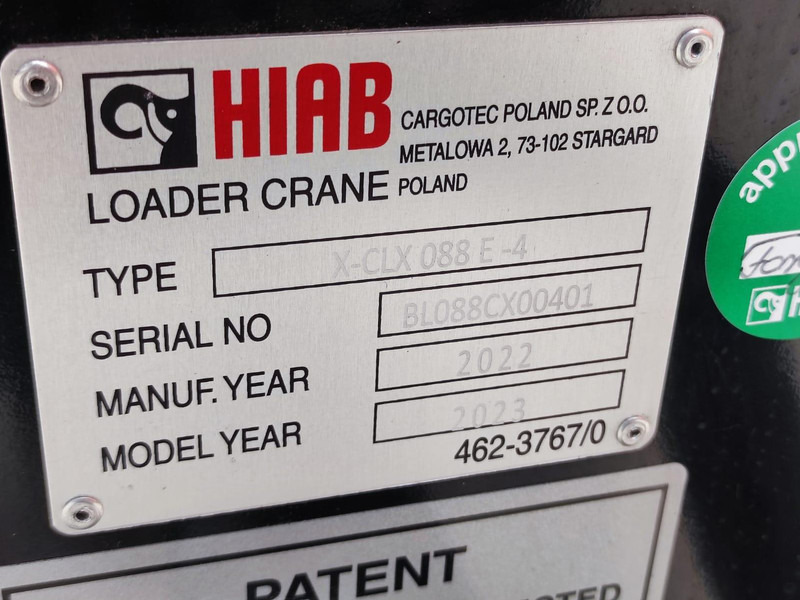 HIAB
CARGOTEC POLAND SP. Z O.O.
METALOWA 2, 73-102 STARGARD
POLAND
LOADER CRANE
TYPE X-CLX 088 E-4
SERIAL NO BL088CX00401
MANUF. YEAR 2022
MODEL YEAR 2023
462-3767/0
PATENT